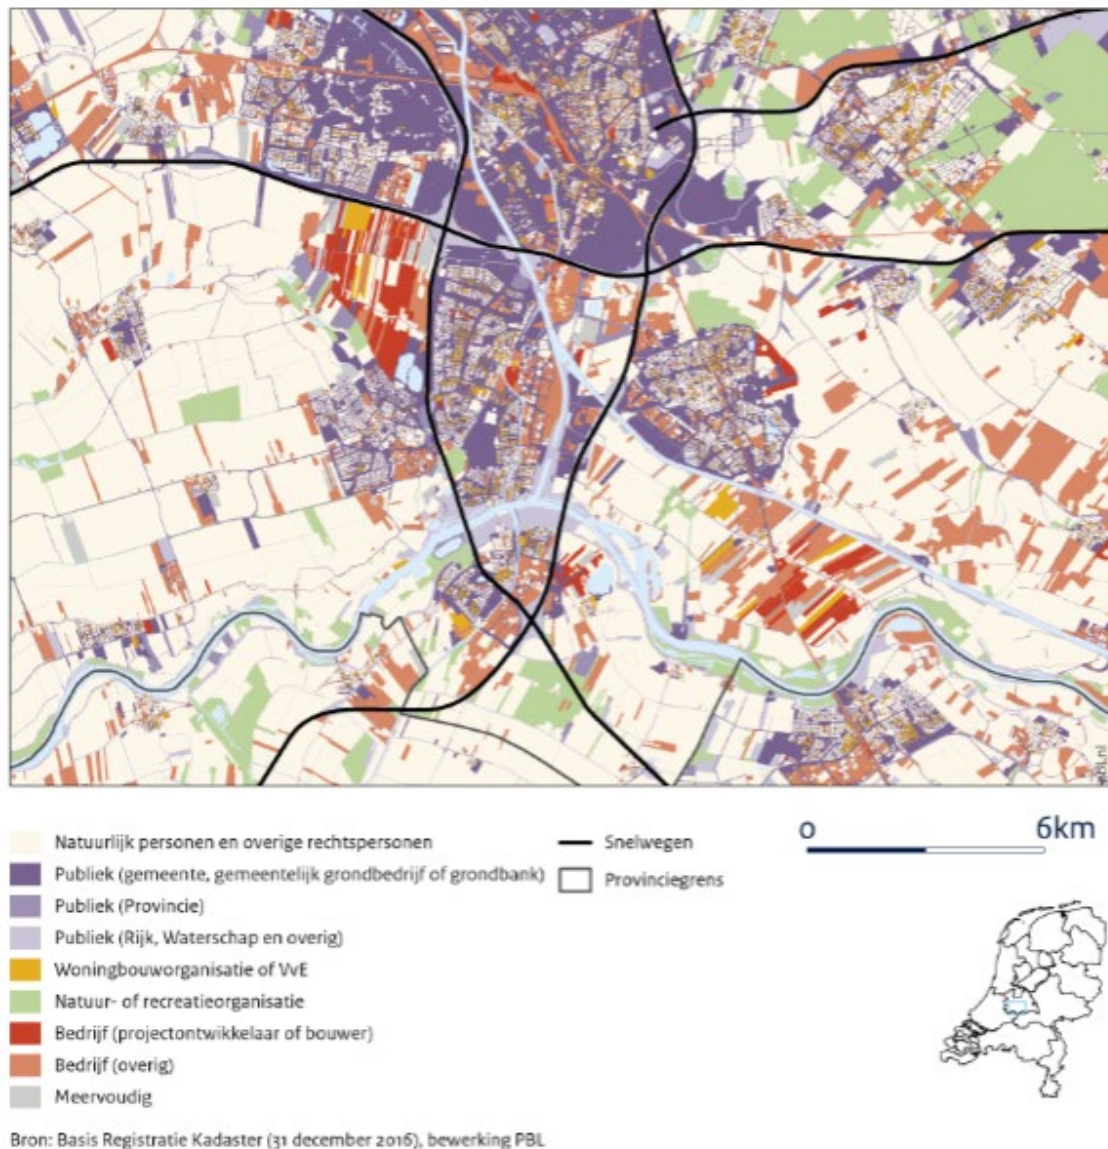 PBL.nl
Natuurlijk personen en overige rechtspersonen
Publiek (gemeente, gemeentelijk grondbedrijf of grondbank)
Publiek (Provincie)
Publiek (Rijk, Waterschap en overig)
Woningbouworganisatie of VvE
Natuur- of recreatieorganisatie
Bedrijf (projectontwikkelaar of bouwer)
Bedrijf (overig)
Meervoudig
Snelwegen
Provinciegrens
0 6km
Bron: Basis Registratie Kadaster (31 december 2016), bewerking PBL